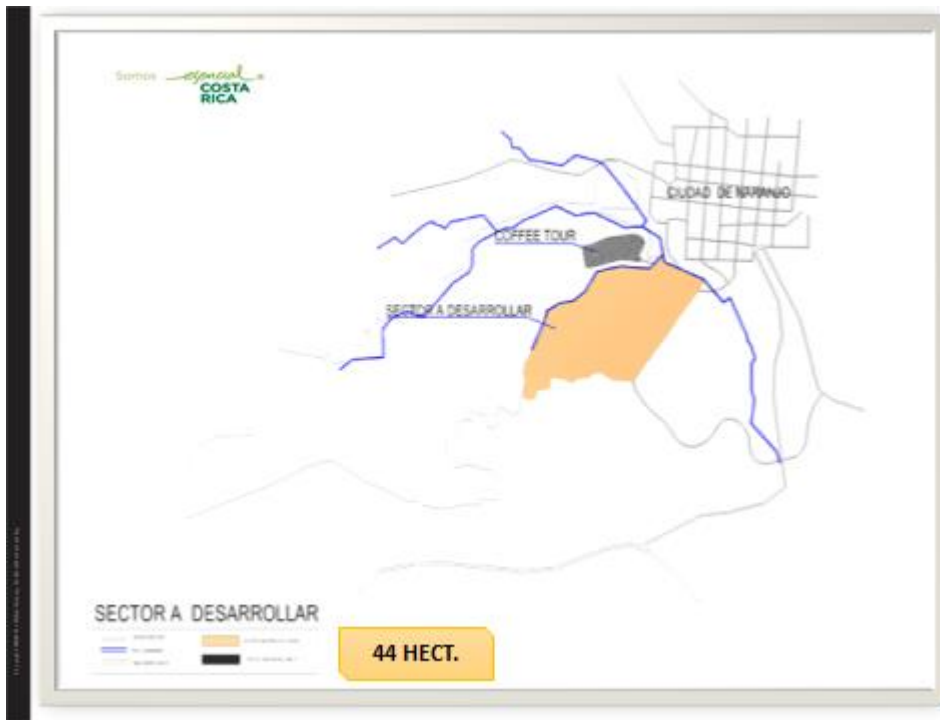 Somos esencial
COSTA
RICA
CIUDAD DE NARANJO
COFFEE TOUR
SECTOR A DESARROLLAR
SECTOR A DESARROLLAR
44 HECT.